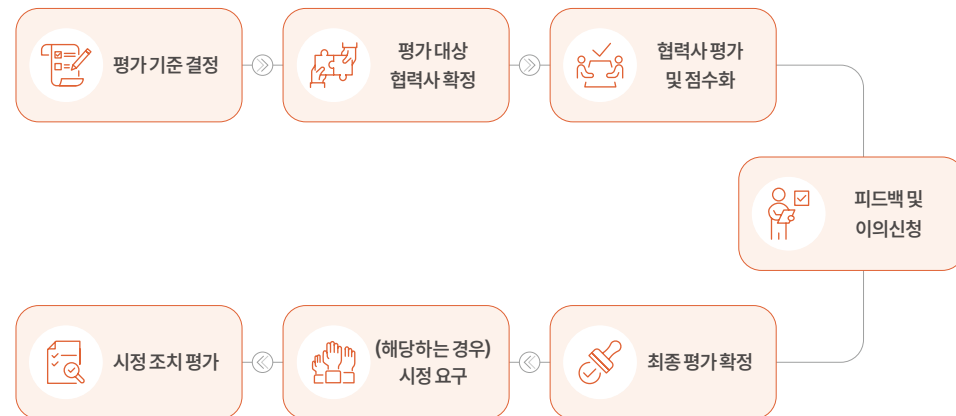 평가 기준 결정
평가 대상
협력사 확정
협력사 평가
및 점수화
피드백 및
이의신청
최종 평가 확정
(해당하는 경우)
시정 요구
시정 조치 평가